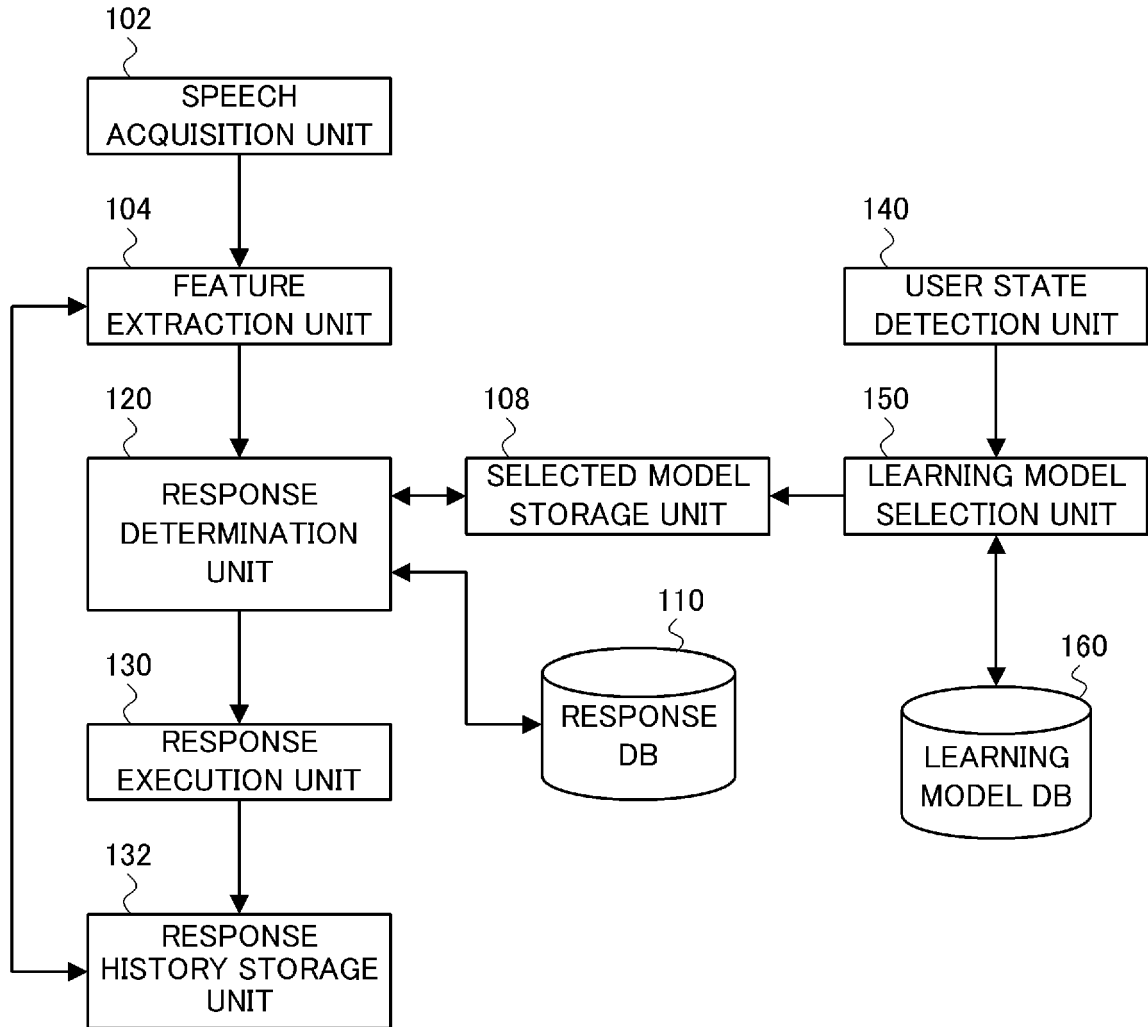 102
SPEECH
ACQUISITION UNIT
104
FEATURE
EXTRACTION UNIT
140
USER STATE
DETECTION UNIT
120
RESPONSE
DETERMINATION
UNIT
108
SELECTED MODEL
STORAGE UNIT
150
LEARNING MODEL
SELECTION UNIT
110
RESPONSE
DB
160
LEARNING
MODEL DB
130
RESPONSE
EXECUTION UNIT
132
RESPONSE
HISTORY STORAGE
UNIT